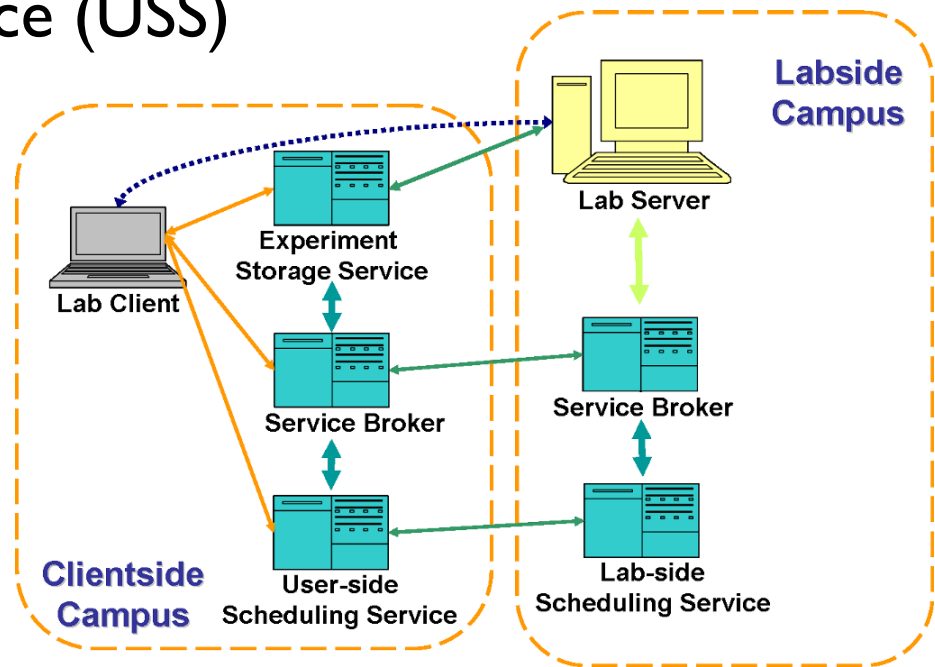 ce (USS)
Labside
Campus
Lab Server
Experiment
Storage Service
Lab Client
Service Broker
Service Broker
Clientside
Campus
User-side
Scheduling Service
Lab-side
Scheduling Service